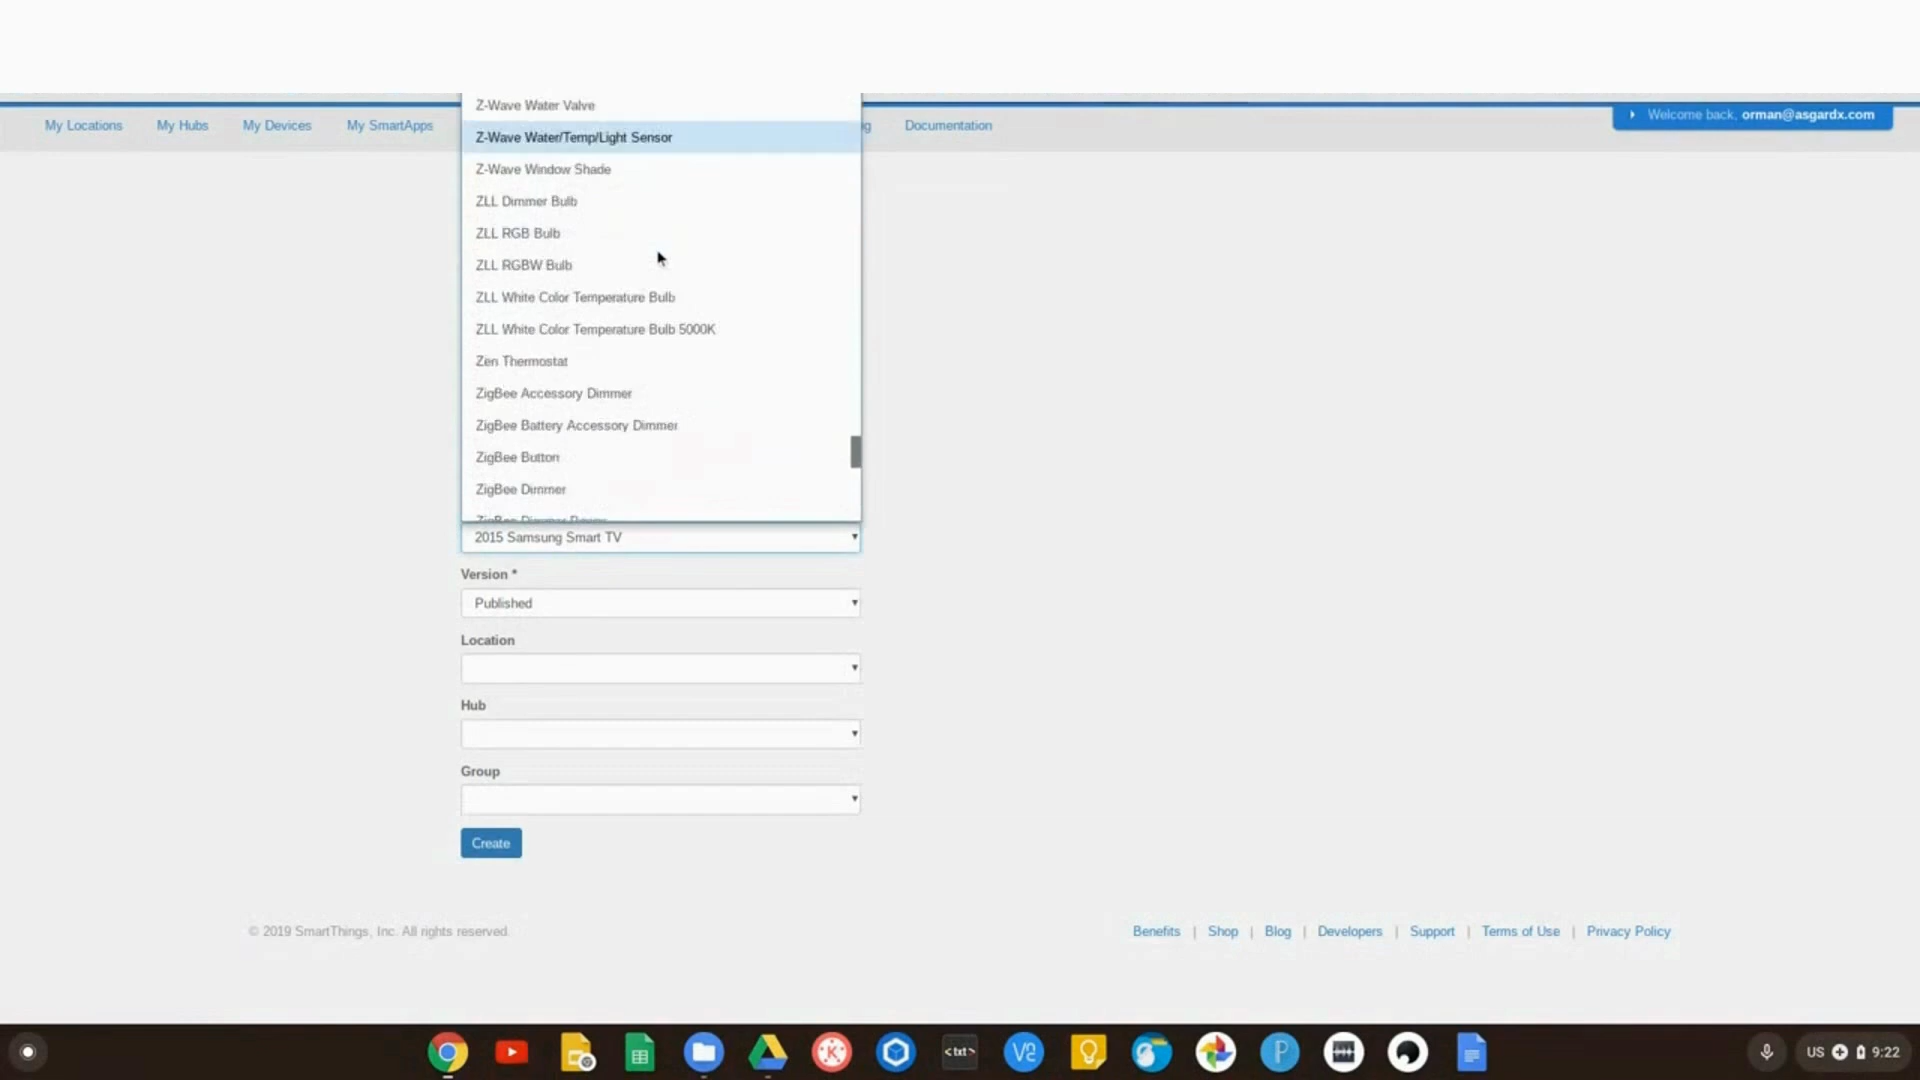 Z-Wave Water Valve
My Locations My Hubs My Devices My SmartApps Documentation
Welcome back, orman@asgardx.com
Z-Wave Water/Temp/Light Sensor
Z-Wave Window Shade
ZLL Dimmer Bulb
ZLL RGB Bulb
ZLL RGBW Bulb
ZLL White Color Temperature Bulb
ZLL White Color Temperature Bulb 5000K
Zen Thermostat
ZigBee Accessory Dimmer
ZigBee Battery Accessory Dimmer
ZigBee Button
ZigBee Dimmer
ZigBee Dimmer Power
2015 Samsung Smart TV
Version *
Published
Location
Hub
Group
Create
© 2019 SmartThings, Inc. All rights reserved.
Benefits | Shop | Blog | Developers | Support | Terms of Use | Privacy Policy
<txt>
US 9:22